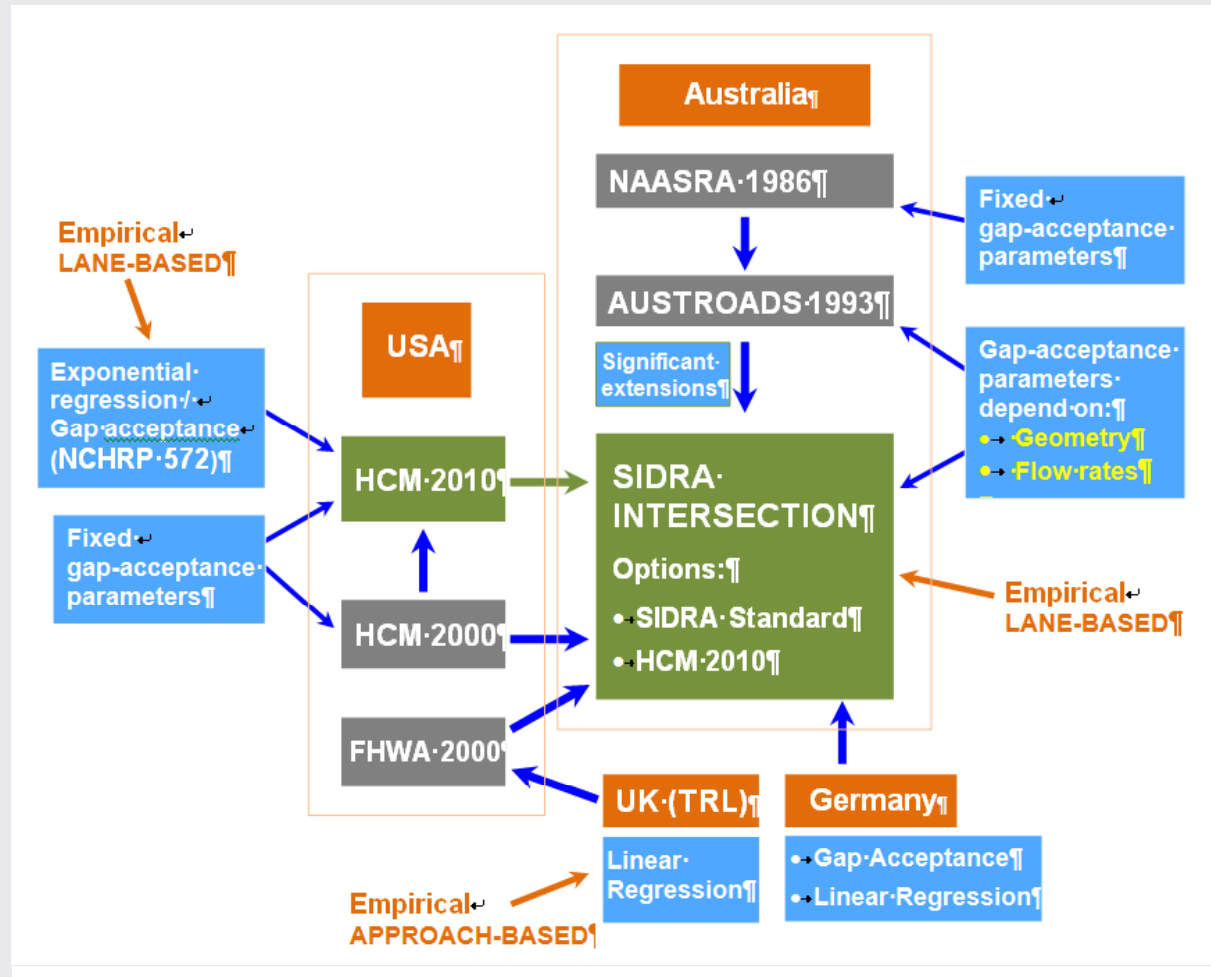 Australia¶
NAASRA·1986¶
Fixed·↵
gap-acceptance·
parameters¶
Empirical↵
LANE-BASED¶
AUSTROADS·1993¶
USA¶
Significant·
extensions¶
Gap-acceptance·
parameters·
depend·on:¶
•→·Geometry¶
•→·Flow·rates¶
Exponential·
regression·/·↵
Gap·acceptance↵
(NCHRP·572)¶
HCM·2010¶
SIDRA·
INTERSECTION¶
Options:¶
•→SIDRA·Standard¶
•→HCM·2010¶
Fixed·↵
gap-acceptance·
parameters¶
HCM·2000¶
Empirical↵
LANE-BASED¶
FHWA·2000¶
UK·(TRL)¶
Linear·
Regression¶
Germany¶
•→Gap·Acceptance¶
•→Linear·Regression¶
Empirical↵
APPROACH-BASED¶